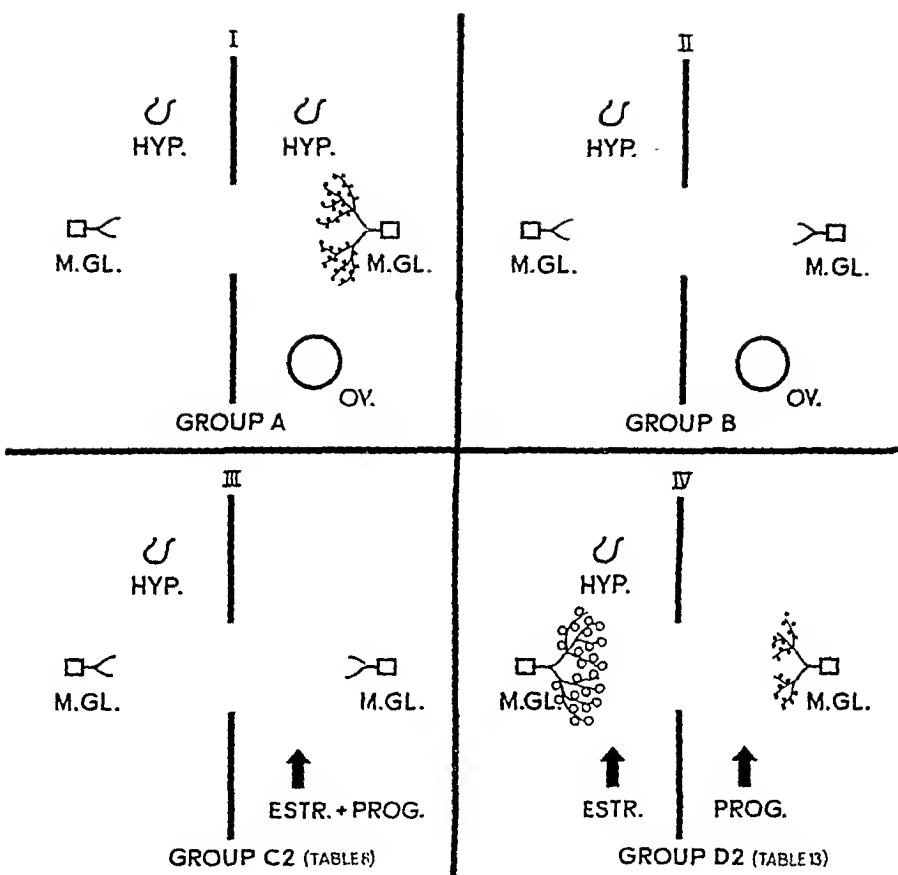 I
HYP. HYP.
M.GL. M.GL.
OV.
GROUP A
II
HYP.
M.GL. M.GL.
OV.
GROUP B
III
HYP.
M.GL. M.GL.
ESTR. + PROG.
GROUP C2 (TABLE 8)
IV
HYP.
M.GL. M.GL.
ESTR. PROG.
GROUP D2 (TABLE 13)